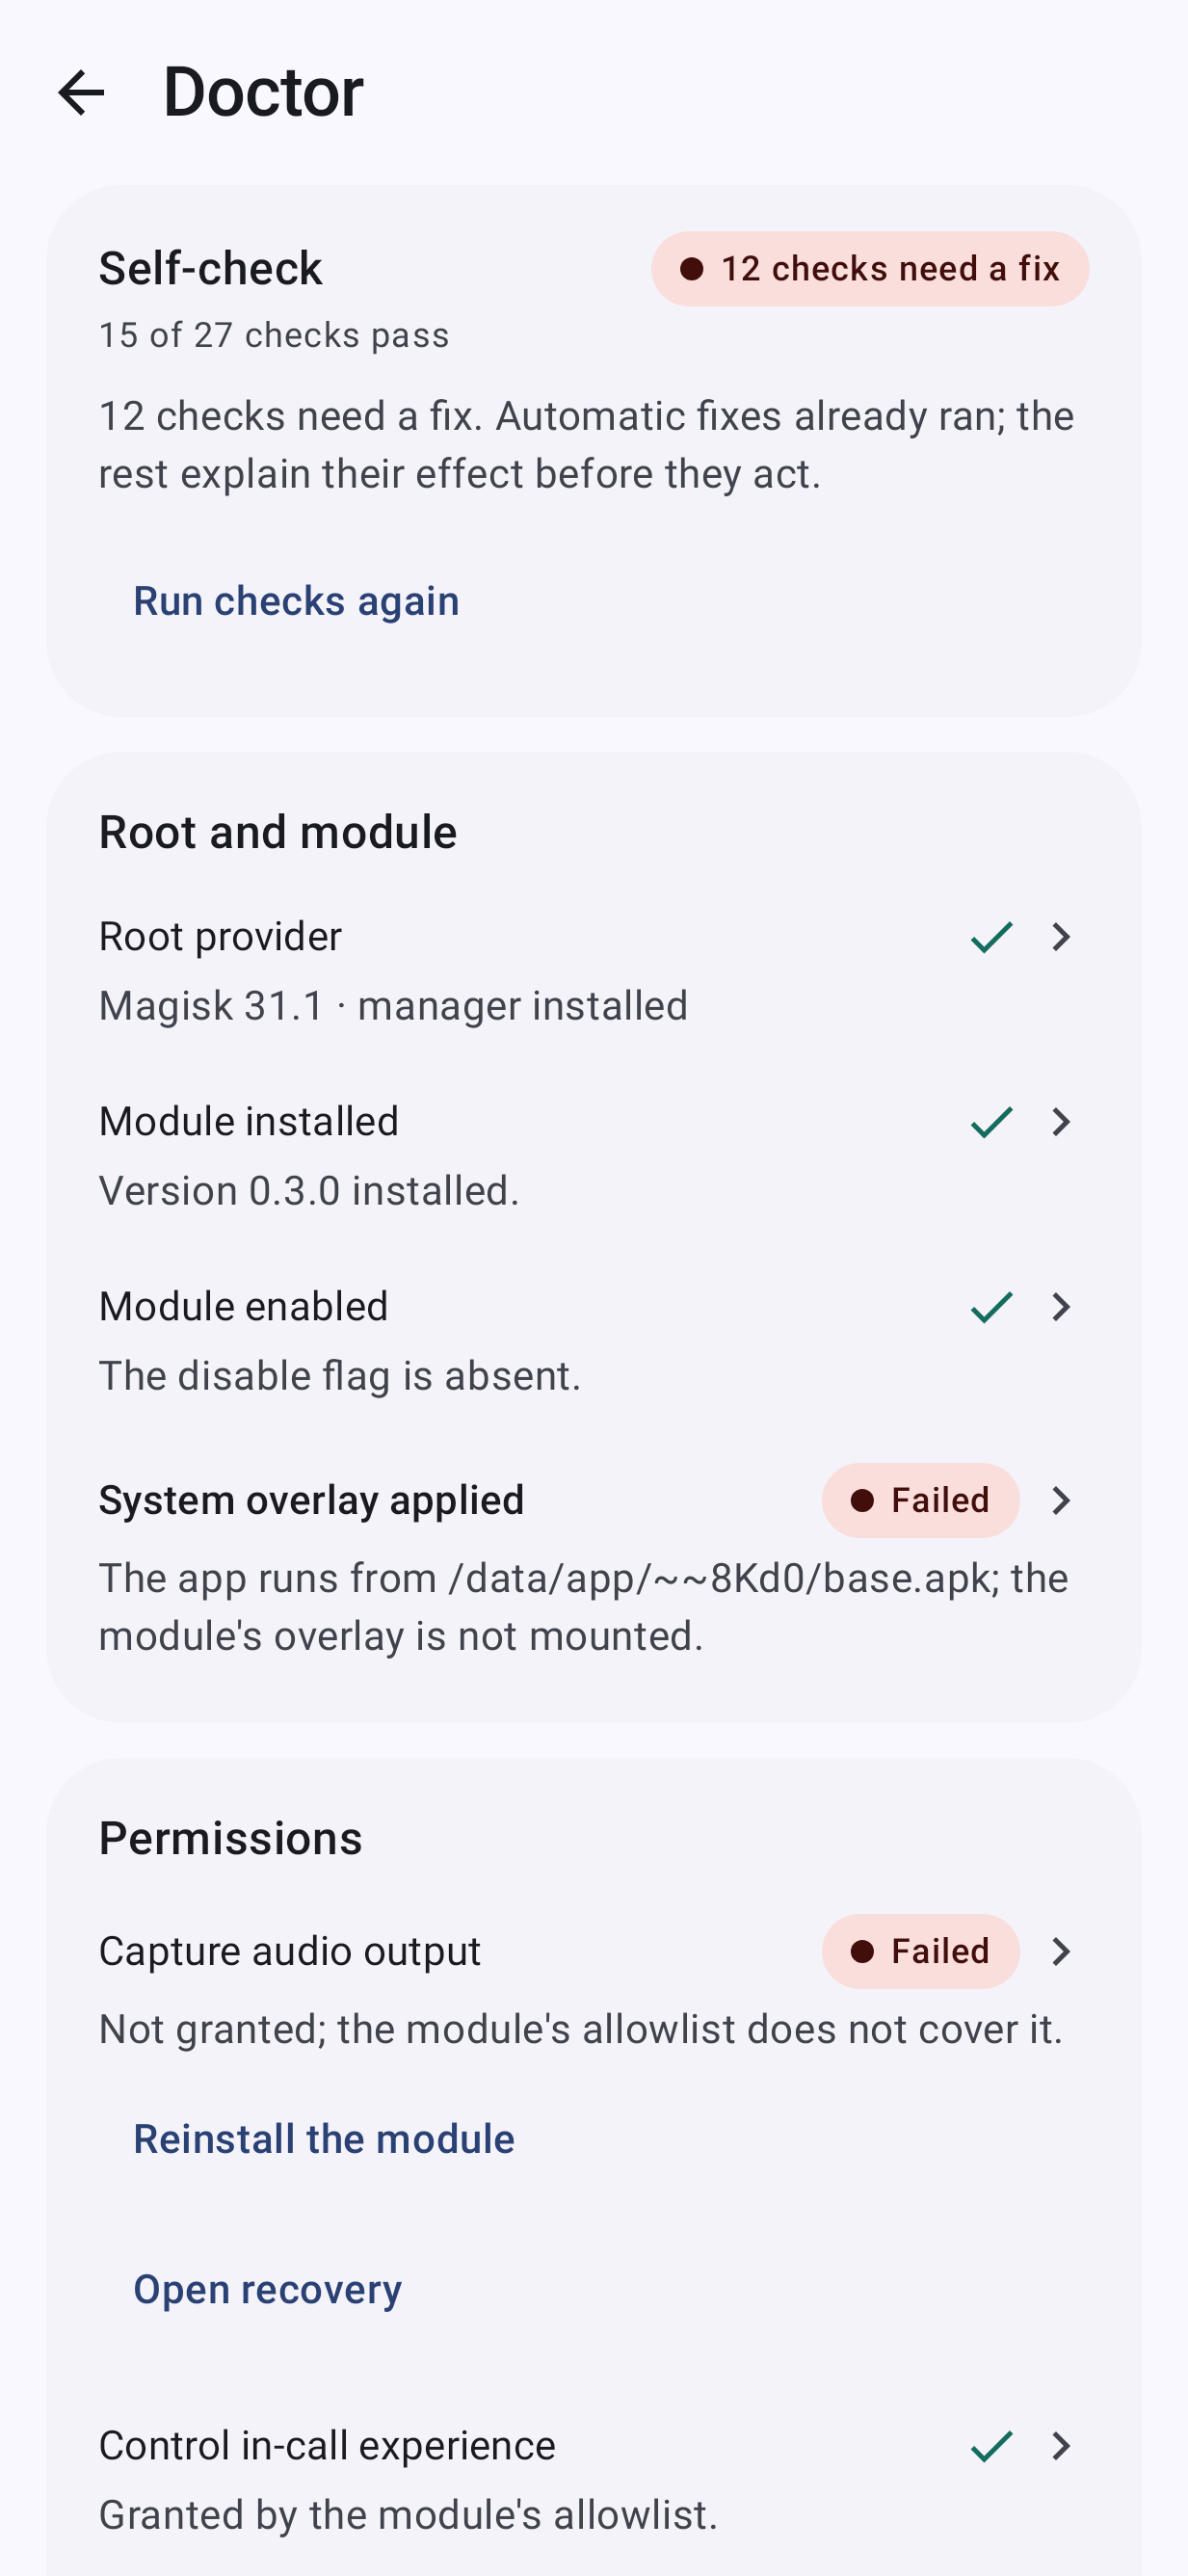 Doctor
Self-check
12 checks need a fix
15 of 27 checks pass
12 checks need a fix. Automatic fixes already ran; the
rest explain their effect before they act.
Run checks again
Root and module
Root provider
Magisk 31.1 · manager installed
Module installed
Version 0.3.0 installed.
Module enabled
The disable flag is absent.
System overlay applied
Failed
The app runs from /data/app/~~8Kd0/base.apk; the
module's overlay is not mounted.
Permissions
Capture audio output
Failed
Not granted; the module's allowlist does not cover it.
Reinstall the module
Open recovery
Control in-call experience
Granted by the module's allowlist.